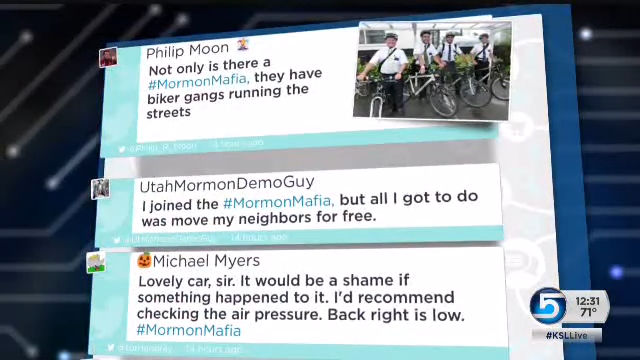 Philip Moon
Not only is there a
#MormonMafia, they have
biker gangs running the
streets
@Philip_R_Moon
UtahMormonDemoGuy
I joined the #MormonMafia, but all I got to do
was move my neighbors for free.
14 hours ago
Michael Myers
Lovely car, sir. It would be a shame if
something happened to it. I'd recommend
checking the air pressure. Back right is low.
#MormonMafia
hours ago
5
12:31
71°
#KSLLive